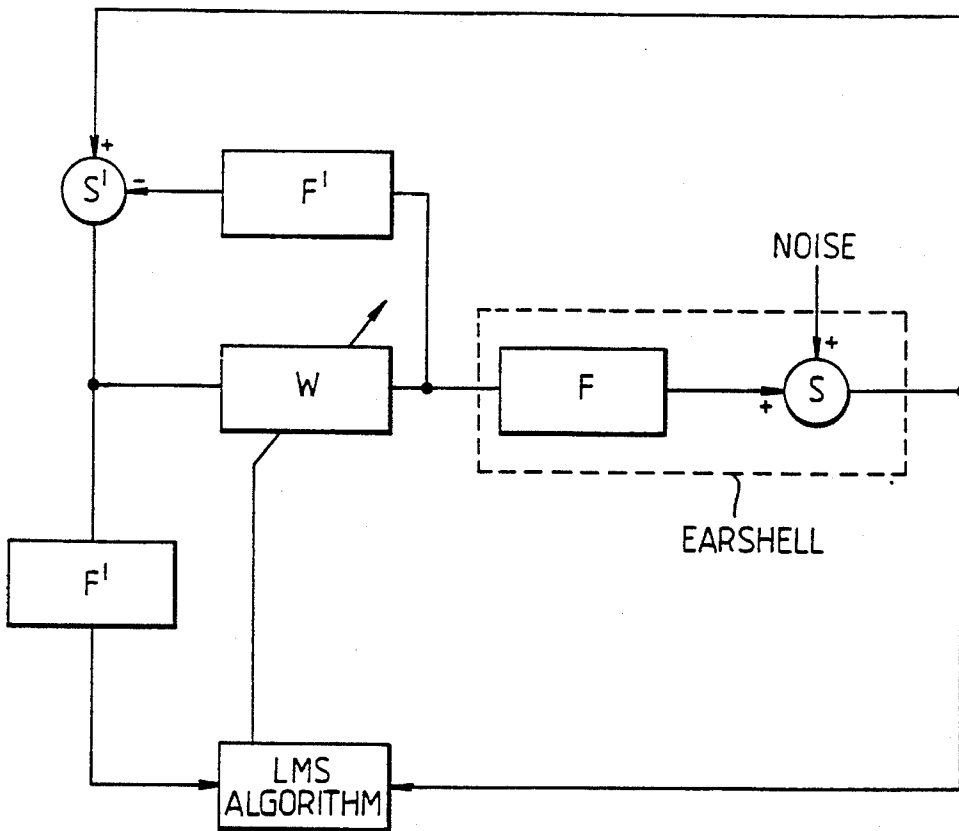 +
S'
-
F'
NOISE
+
W
F
+
S
EARSHELL
F'
LMS
ALGORITHM